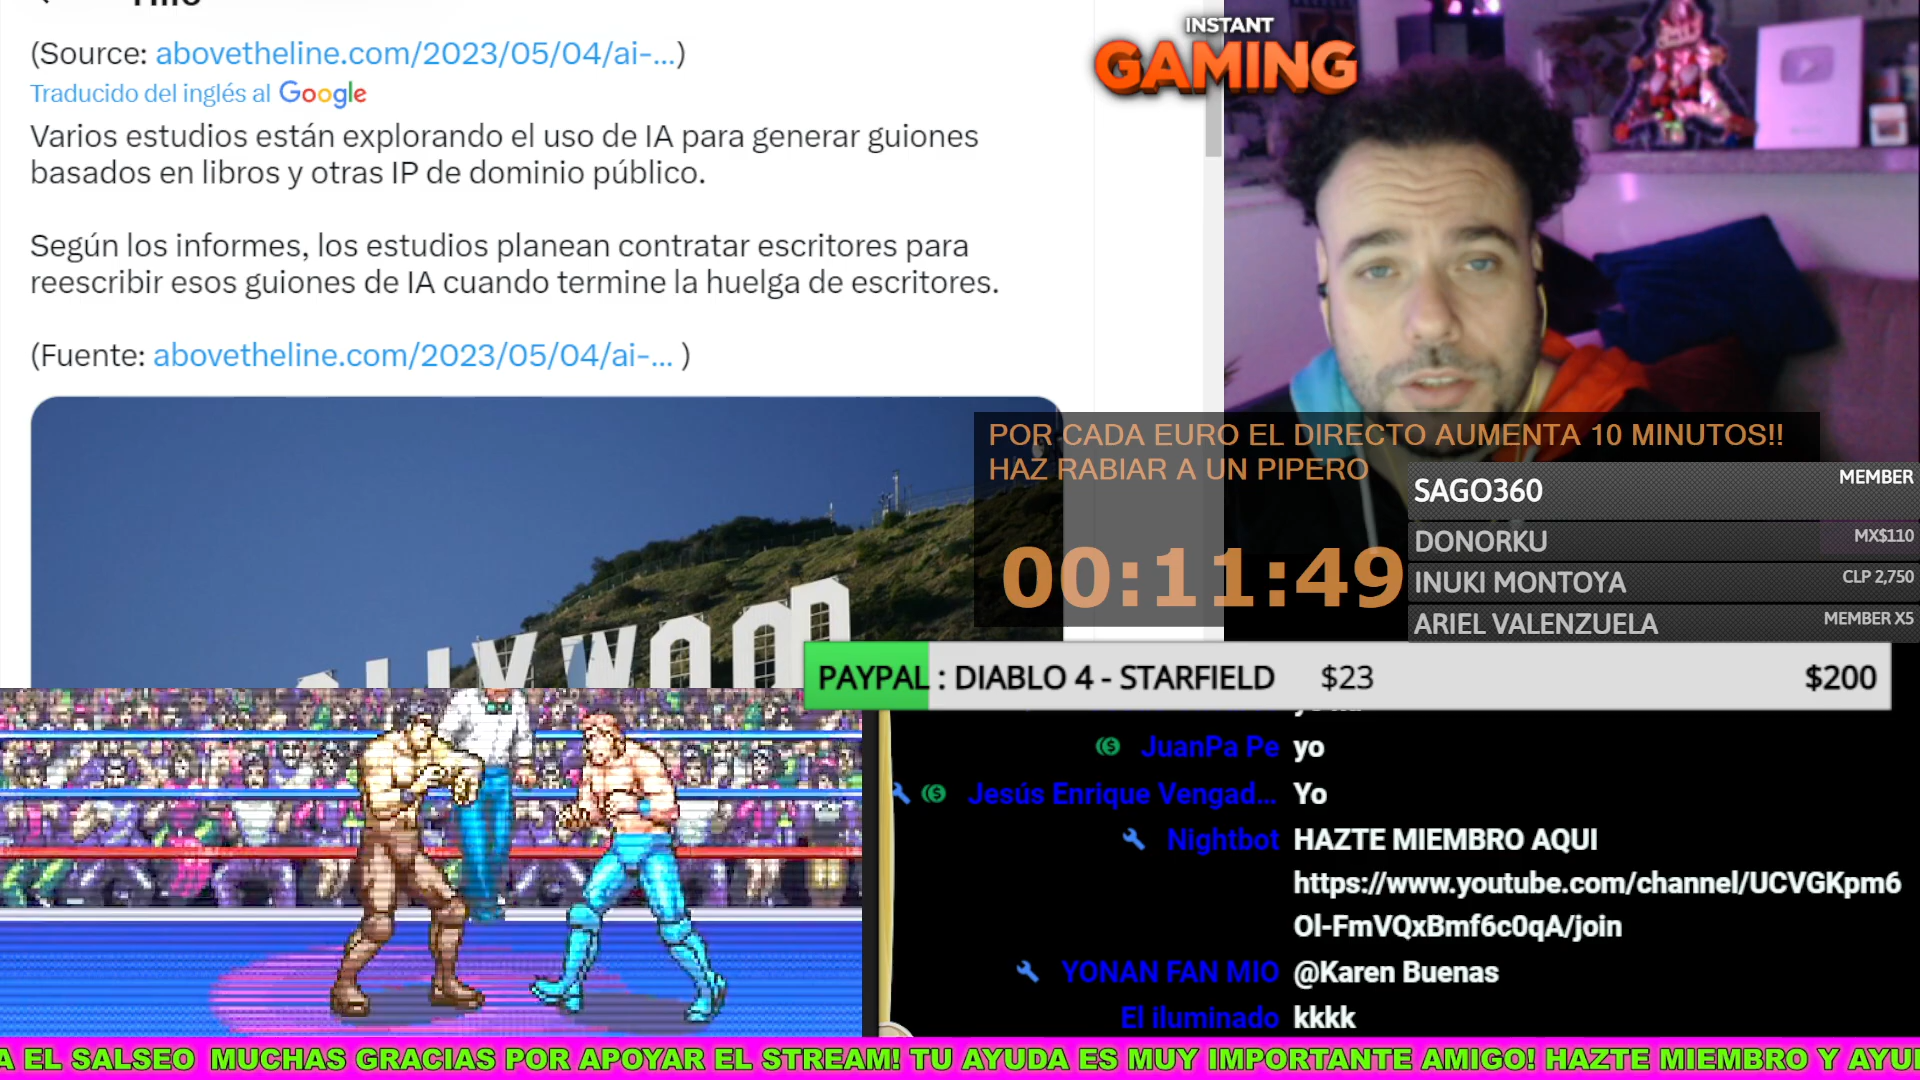 (Source: abovetheline.com/2023/05/04/ai-...)
Traducido del inglés al Google
Varios estudios están explorando el uso de IA para generar guiones
basados en libros y otras IP de dominio público.
Según los informes, los estudios planean contratar escritores para
reescribir esos guiones de IA cuando termine la huelga de escritores.
(Fuente: abovetheline.com/2023/05/04/ai-... )
INSTANT
GAMING
POR CADA EURO EL DIRECTO AUMENTA 10 MINUTOS!!
HAZ RABIAR A UN PIPERO
00:11:49
SAGO360 MEMBER
DONORKU MX$110
INUKI MONTOYA CLP 2,750
ARIEL VALENZUELA MEMBER X5
PAYPAL : DIABLO 4 - STARFIELD $23 $200
JuanPa Pe yo
Jesús Enrique Vengad... Yo
Nightbot HAZTE MIEMBRO AQUI
https://www.youtube.com/channel/UCVGKpm6
Ol-FmVQxBmf6c0qA/join
YONAN FAN MIO @Karen Buenas
El iluminado kkkk
A EL SALSEO MUCHAS GRACIAS POR APOYAR EL STREAM! TU AYUDA ES MUY IMPORTANTE AMIGO! HAZTE MIEMBRO Y AYU